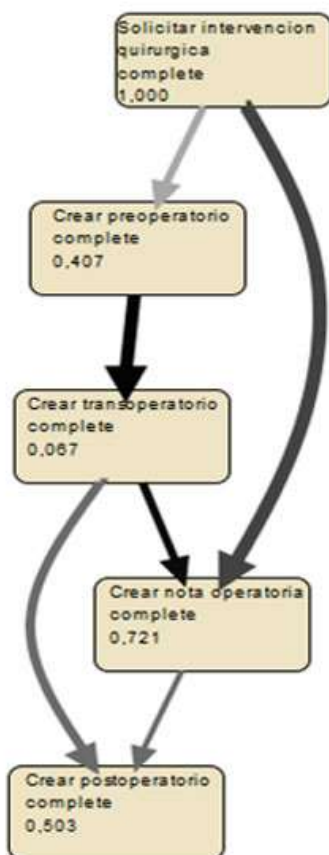 Solicitar intervencion
quirurgica
complete
1,000
Crear preoperatorio
complete
0,407
Crear transoperatorio
complete
0,067
Crear nota operatoria
complete
0,721
Crear postoperatorio
complete
0,503